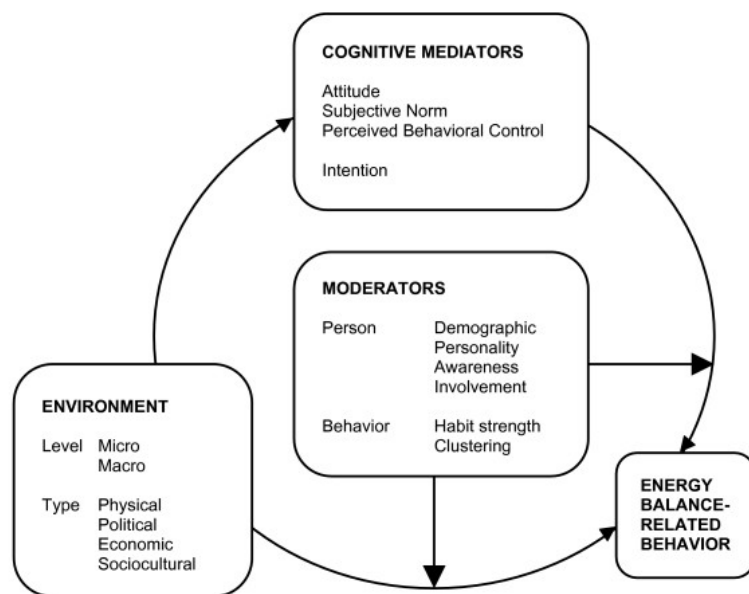 COGNITIVE MEDIATORS
Attitude
Subjective Norm
Perceived Behavioral Control
Intention
MODERATORS
Person Demographic
Personality
Awareness
Involvement
Behavior Habit strength
Clustering
ENVIRONMENT
Level Micro
Macro
Type Physical
Political
Economic
Sociocultural
ENERGY
BALANCE-
RELATED
BEHAVIOR